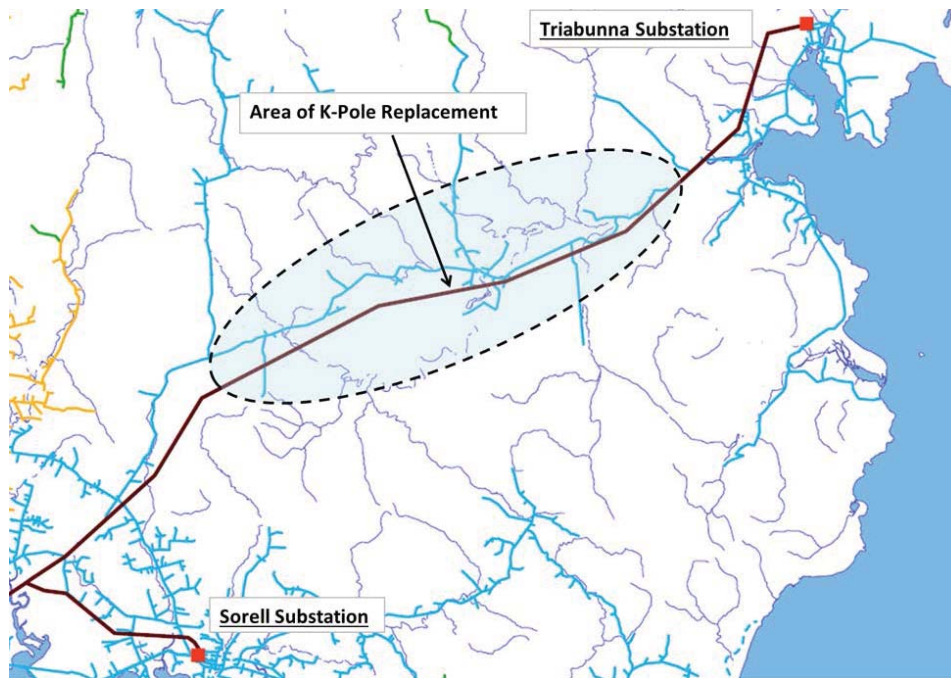 Triabunna Substation
Area of K-Pole Replacement
Sorell Substation